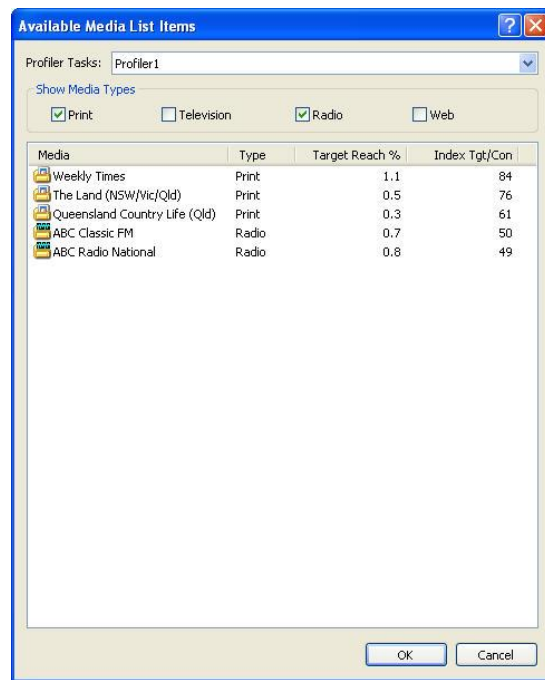 Available Media List Items
Profiler Tasks: Profiler1
Show Media Types
Print Television Radio Web
Media Type Target Reach % Index Tgt/Con
Weekly Times Print 1.1 84
The Land (NSW/Vic/Qld) Print 0.5 76
Queensland Country Life (Qld) Print 0.3 61
ABC Classic FM Radio 0.7 50
ABC Radio National Radio 0.8 49
OK Cancel